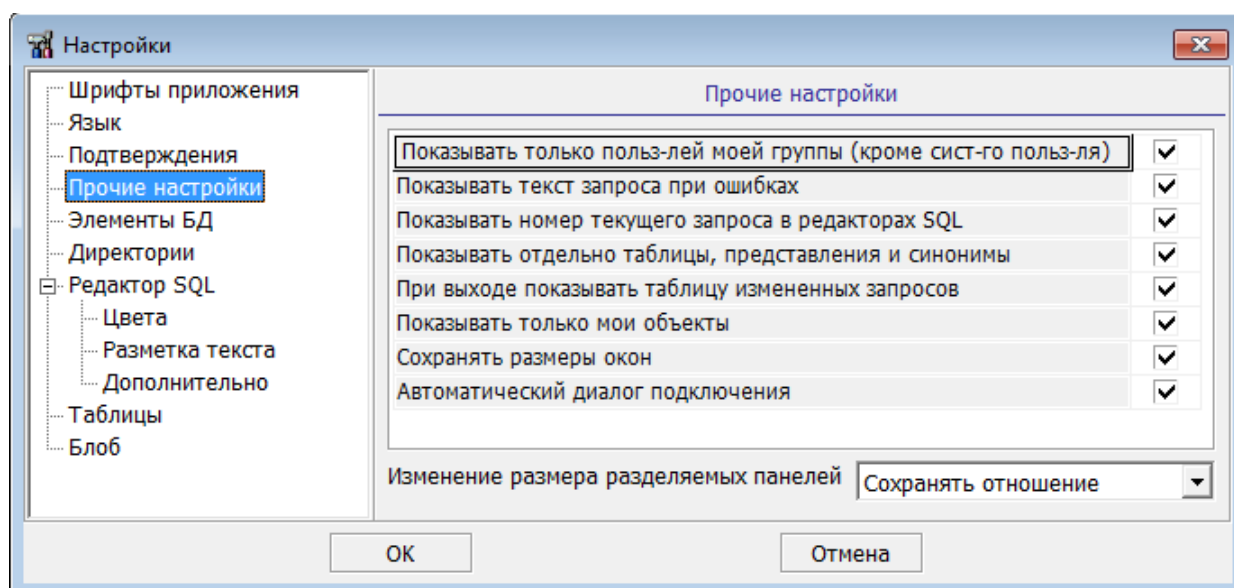 Настройки
Шрифты приложения
Язык
Подтверждения
Прочие настройки
Элементы БД
Директории
Редактор SQL
Цвета
Разметка текста
Дополнительно
Таблицы
Блоб
Прочие настройки
Показывать только польз-лей моей группы (кроме сист-го польз-ля)
Показывать текст запроса при ошибках
Показывать номер текущего запроса в редакторах SQL
Показывать отдельно таблицы, представления и синонимы
При выходе показывать таблицу измененных запросов
Показывать только мои объекты
Сохранять размеры окон
Автоматический диалог подключения
Изменение размера разделяемых панелей
Сохранять отношение
ОК
Отмена